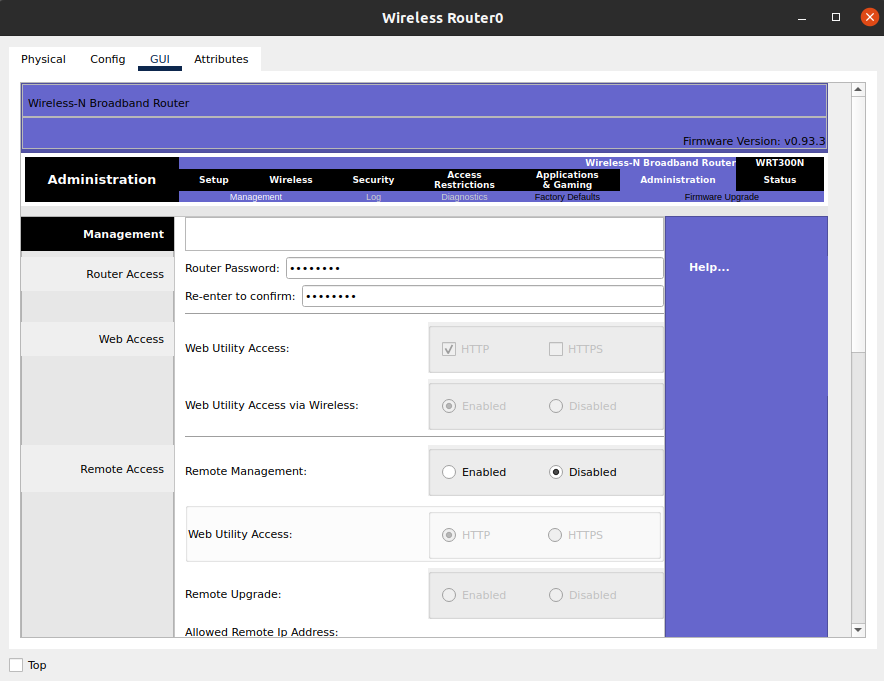 Wireless Router0
Physical Config GUI Attributes
Wireless-N Broadband Router
Firmware Version: v0.93.3
Wireless-N Broadband Router WRT300N
Administration
Setup Wireless Security Access Restrictions Applications & Gaming Administration Status
Management Log Diagnostics Factory Defaults Firmware Upgrade
Management
Help...
Router Access
Router Password: ••••••••
Re-enter to confirm: ••••••••
Web Access
Web Utility Access: HTTP HTTPS
Web Utility Access via Wireless: Enabled Disabled
Remote Access
Remote Management: Enabled Disabled
Web Utility Access: HTTP HTTPS
Remote Upgrade: Enabled Disabled
Allowed Remote Ip Address:
Top